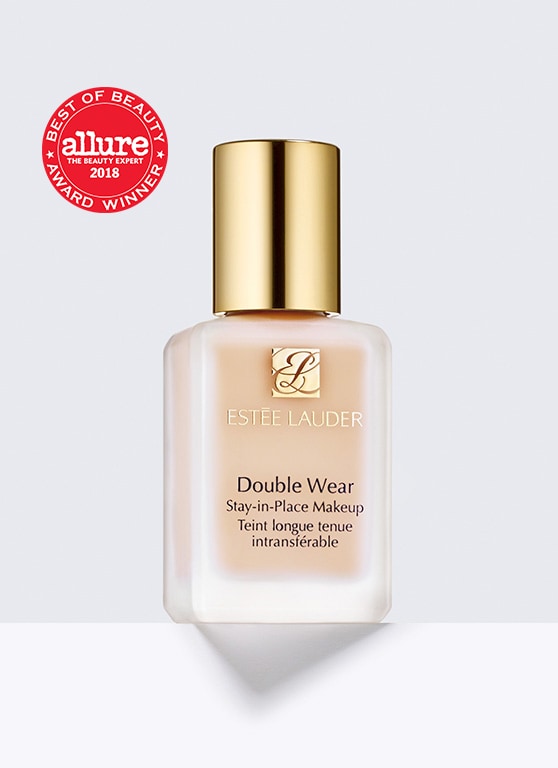 BEST OF BEAUTY
allure
THE BEAUTY EXPERT
2018
AWARD WINNER
EL
ESTĒE LAUDER
Double Wear
Stay-in-Place Makeup
Teint longue tenue
intransférable